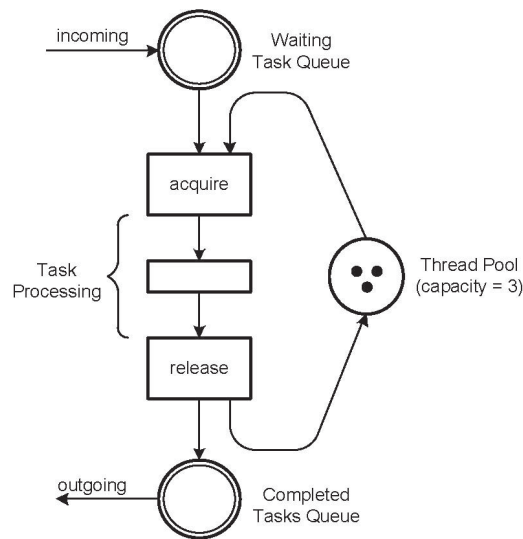 incoming
Waiting
Task Queue
acquire
Task
Processing
Thread Pool
(capacity = 3)
release
outgoing
Completed
Tasks Queue